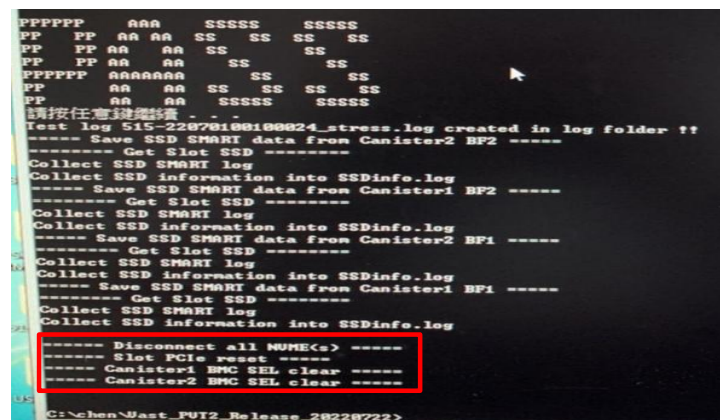 PPPPPP AAA SSSSS SSSSS
PP PP AA AA SS SS SS SS
PP PP AA AA SS SS
PP PP AA AA SS SS
PPPPPP AAAAAAA SS SS
PP AA AA SS SS SS SS
PP AA AA SSSSS SSSSS
請按任意鍵繼續 . . .
Test log 515-22070100100024_stress.log created in log folder !!
----- Save SSD SMART data from Canister2 BF2 -----
-------- Get Slot SSD --------
Collect SSD SMART log
Collect SSD information into SSDinfo.log
----- Save SSD SMART data from Canister1 BF2 -----
-------- Get Slot SSD --------
Collect SSD SMART log
Collect SSD information into SSDinfo.log
----- Save SSD SMART data from Canister2 BF1 -----
-------- Get Slot SSD --------
Collect SSD SMART log
Collect SSD information into SSDinfo.log
----- Save SSD SMART data from Canister1 BF1 -----
-------- Get Slot SSD --------
Collect SSD SMART log
Collect SSD information into SSDinfo.log
------ Disconnect all NVME(s) -----
------ Slot PCIe reset -----
----- Canister1 BMC SEL clear -----
----- Canister2 BMC SEL clear -----
C:\chen\Vast_PVT2_Release_20220722>